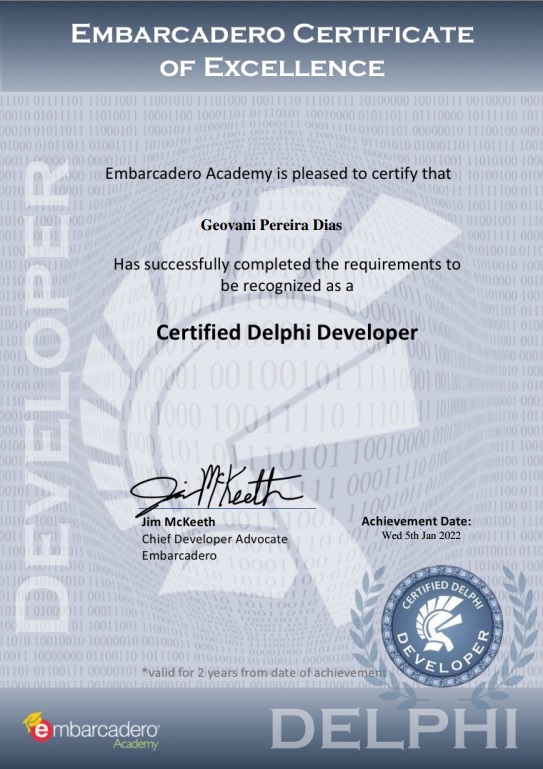 EMBARCADERO CERTIFICATE
OF EXCELLENCE
Embarcadero Academy is pleased to certify that
Geovani Pereira Dias
Has successfully completed the requirements to
be recognized as a
Certified Delphi Developer
DEVELOPER
Jim McKeeth
Jim McKeeth
Chief Developer Advocate
Embarcadero
Achievement Date:
Wed 5th Jan 2022
CERTIFIED DELPHI
DEVELOPER
*valid for 2 years from date of achievement
embarcadero®
Academy
DELPHI